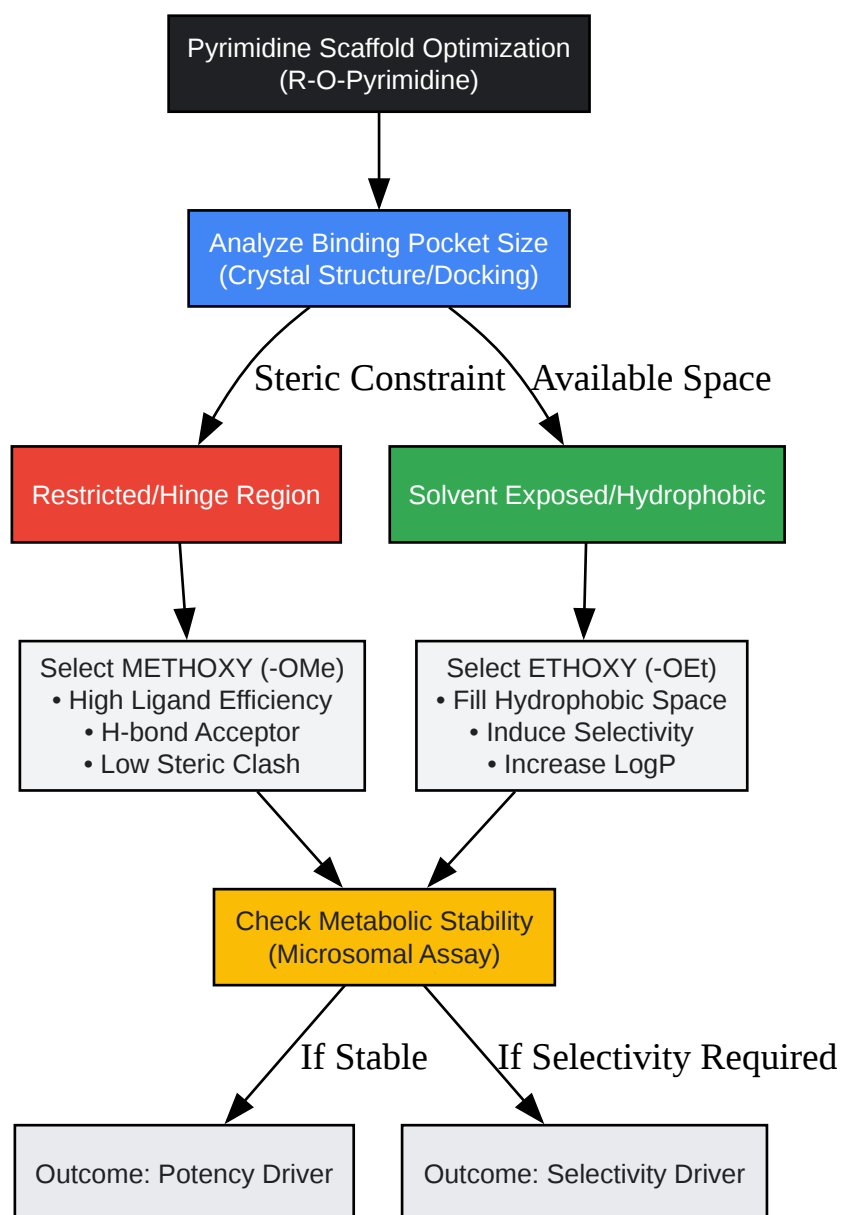 Pyrimidine Scaffold Optimization
(R-O-Pyrimidine)
Analyze Binding Pocket Size
(Crystal Structure/Docking)
Steric Constraint
Available Space
Restricted/Hinge Region
Solvent Exposed/Hydrophobic
Select METHOXY (-OMe)
• High Ligand Efficiency
• H-bond Acceptor
• Low Steric Clash
Select ETHOXY (-OEt)
• Fill Hydrophobic Space
• Induce Selectivity
• Increase LogP
Check Metabolic Stability
(Microsomal Assay)
If Stable
If Selectivity Required
Outcome: Potency Driver
Outcome: Selectivity Driver